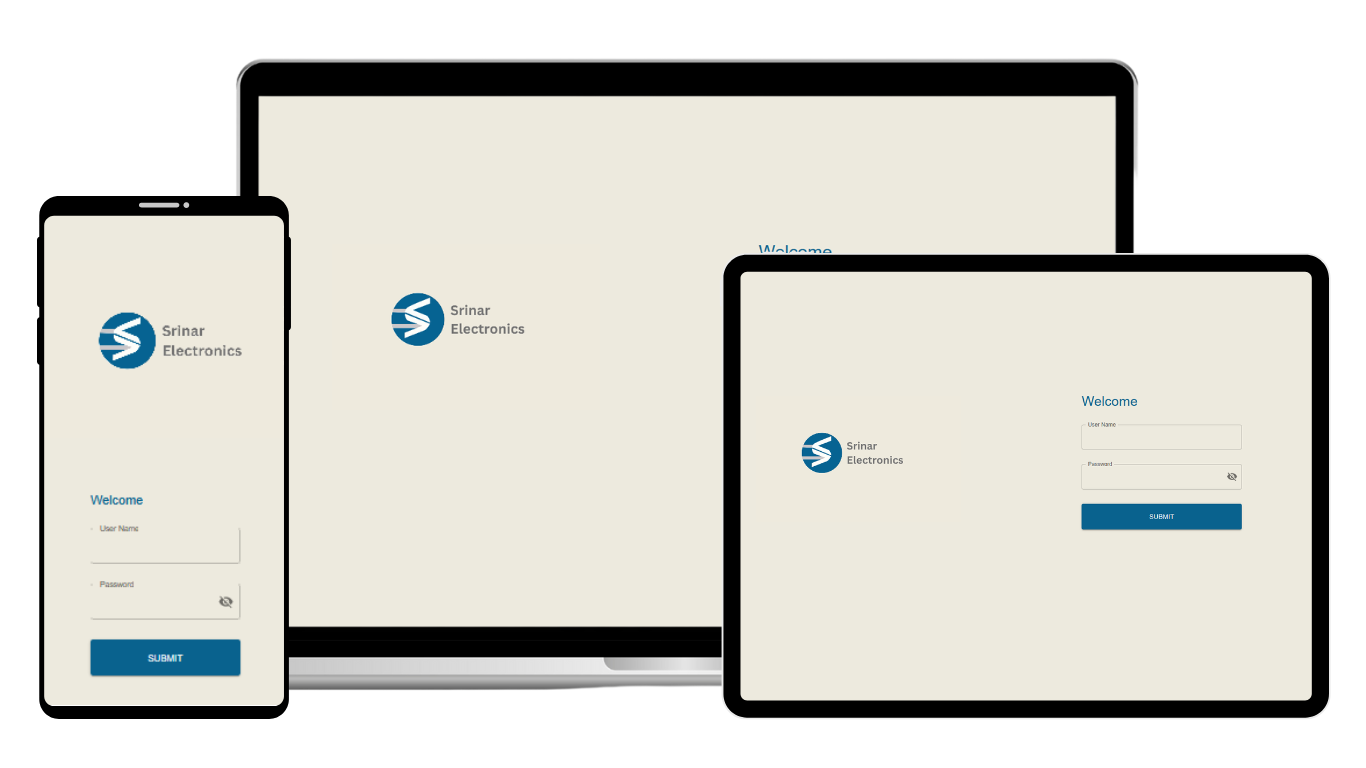 Srinar
Electronics
Welcome
User Name
Password
SUBMIT
Srinar
Electronics
Welcome
Srinar
Electronics
Welcome
User Name
Password
SUBMIT